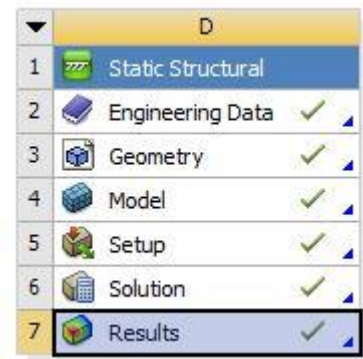 D
1 Static Structural
2 Engineering Data
3 Geometry
4 Model
5 Setup
6 Solution
7 Results